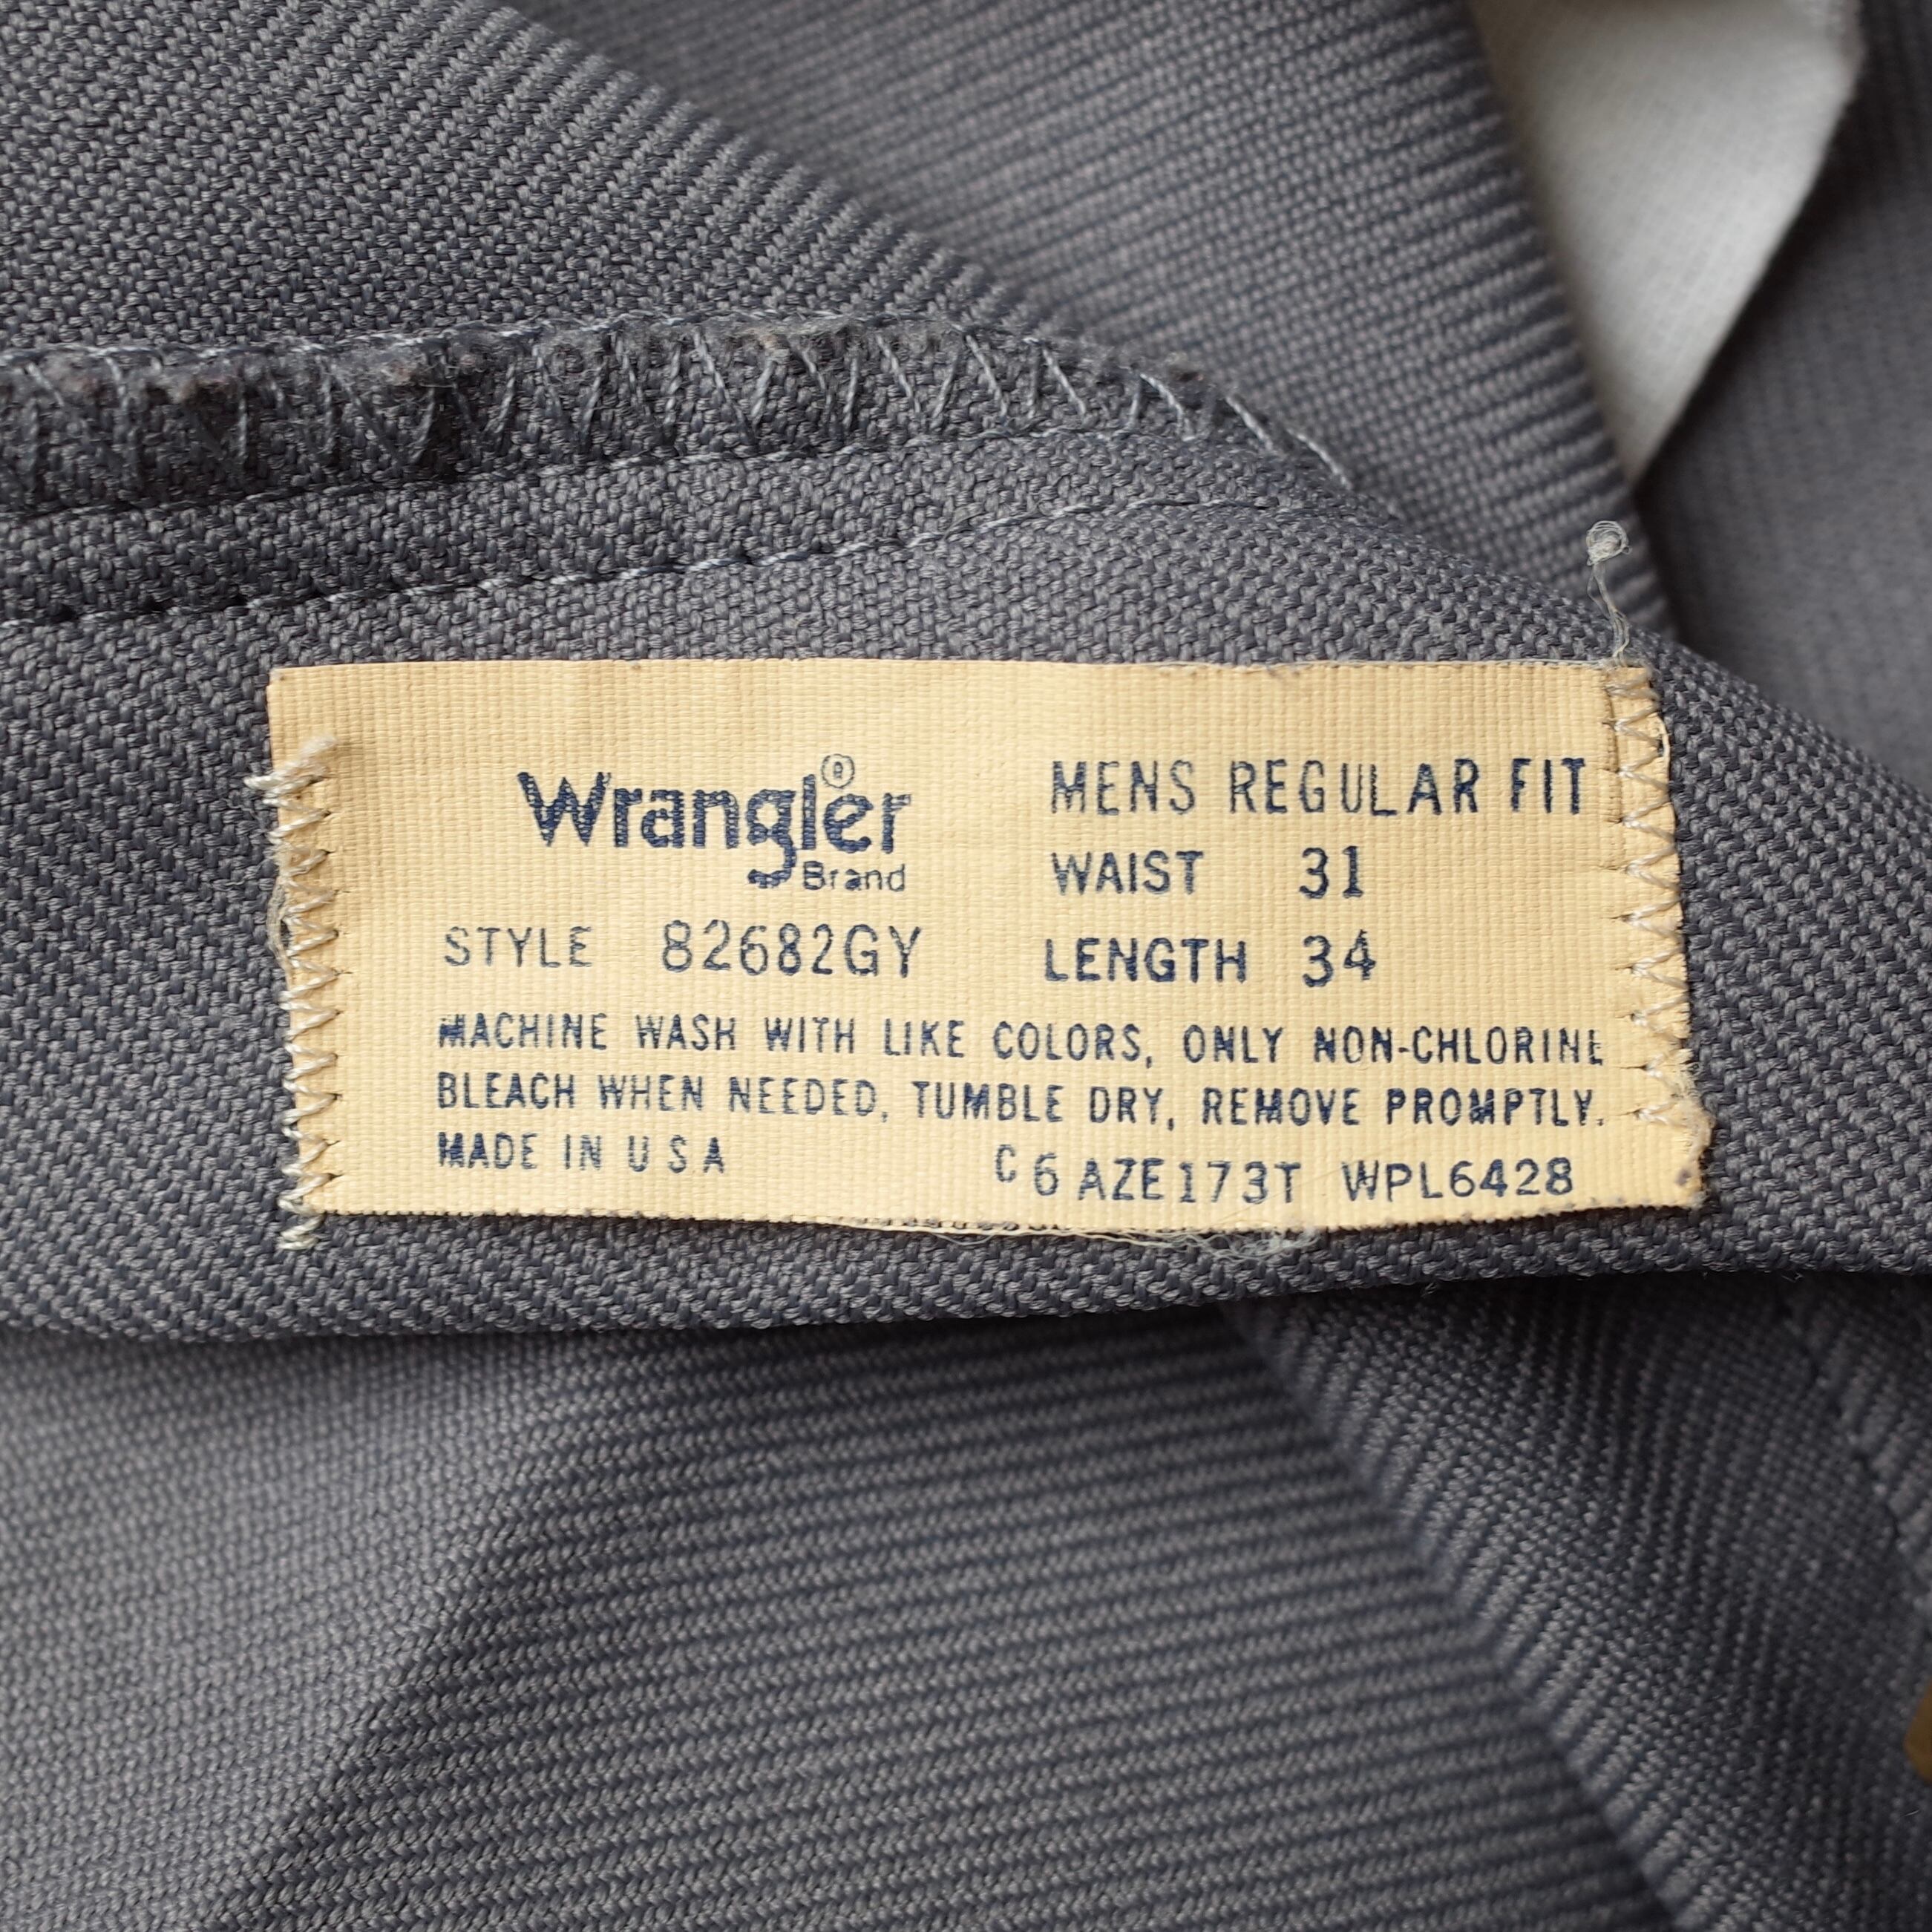 Wrangler®
Brand
MENS REGULAR FIT
WAIST 31
STYLE 82682GY
LENGTH 34
MACHINE WASH WITH LIKE COLORS, ONLY NON-CHLORINE
BLEACH WHEN NEEDED, TUMBLE DRY, REMOVE PROMPTLY.
MADE IN U S A
C 6 AZE173T WPL6428